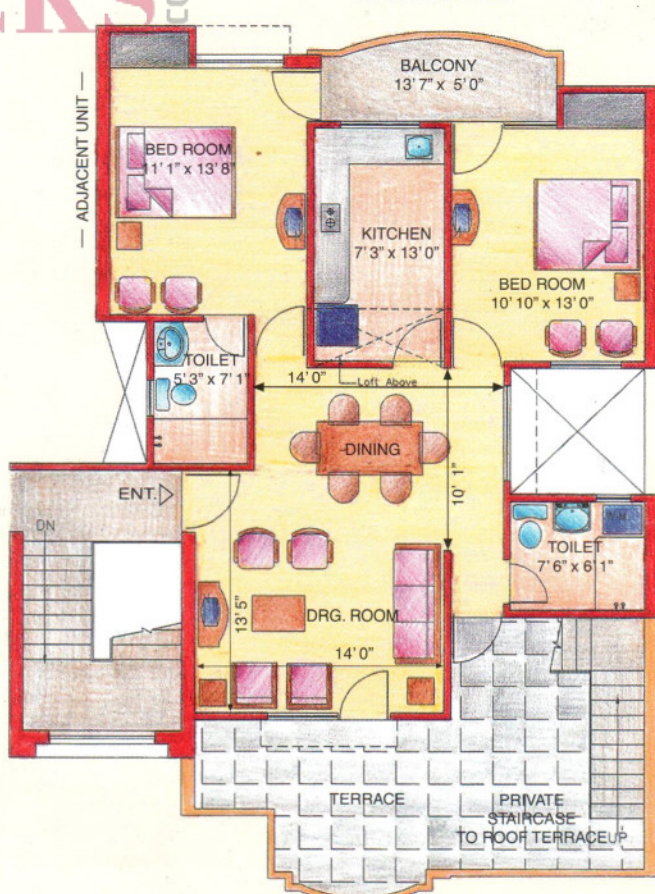 EKS
BALCONY
13'7" x 5'0"
— ADJACENT UNIT —
BED ROOM
11'1" x 13'8"
KITCHEN
7'3" x 13'0"
BED ROOM
10'10" x 13'0"
TOILET
5'3" x 7'1"
14'0"
Loft Above
DINING
10' 1"
ENT.
DN
TOILET
7'6" x 6'1"
13'5"
DRG. ROOM
14'0"
TERRACE
PRIVATE
STAIRCASE
TO ROOF TERRACE
UP